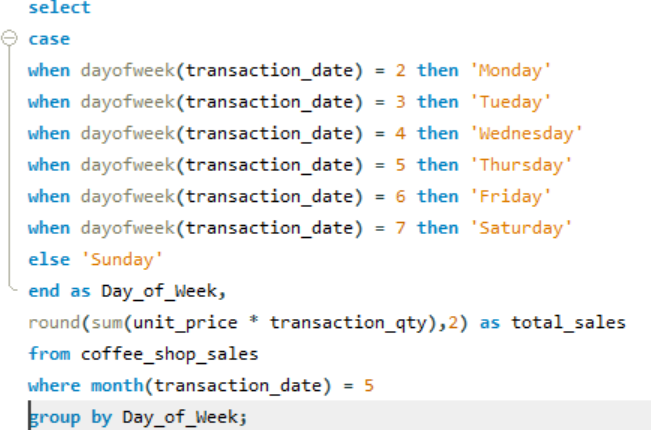 select
case
when dayofweek(transaction_date) = 2 then 'Monday'
when dayofweek(transaction_date) = 3 then 'Tueday'
when dayofweek(transaction_date) = 4 then 'Wednesday'
when dayofweek(transaction_date) = 5 then 'Thursday'
when dayofweek(transaction_date) = 6 then 'Friday'
when dayofweek(transaction_date) = 7 then 'Saturday'
else 'Sunday'
end as Day_of_Week,
round(sum(unit_price * transaction_qty),2) as total_sales
from coffee_shop_sales
where month(transaction_date) = 5
group by Day_of_Week;